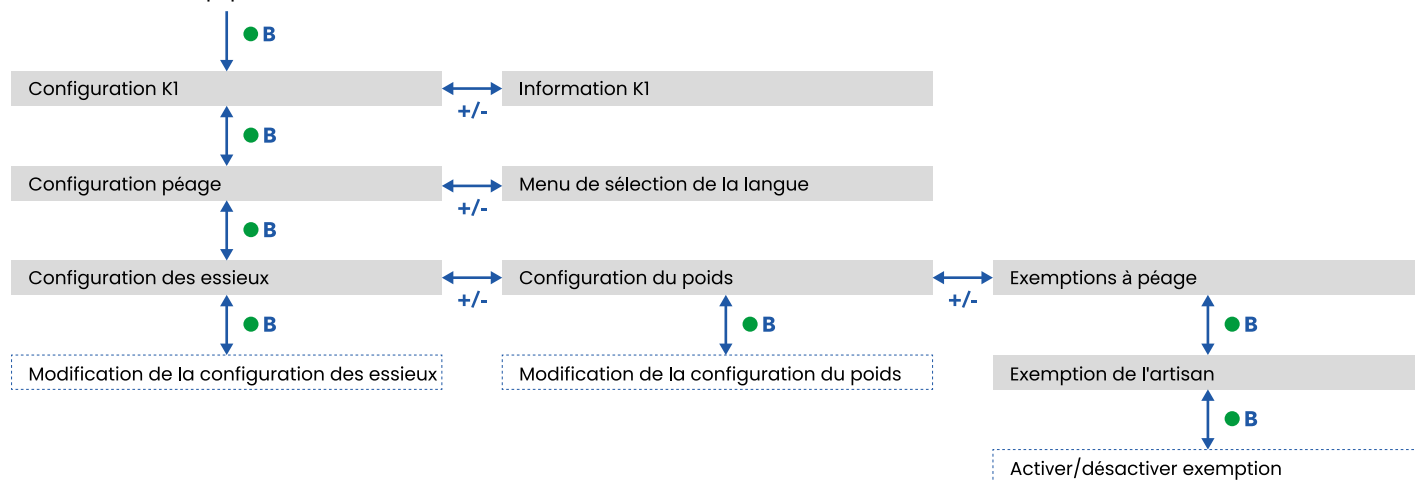 B
Configuration K1
+/-
Information K1
B
Configuration péage
+/-
Menu de sélection de la langue
B
Configuration des essieux
+/-
Configuration du poids
+/-
Exemptions à péage
B
B
B
Modification de la configuration des essieux
Modification de la configuration du poids
Exemption de l'artisan
B
Activer/désactiver exemption